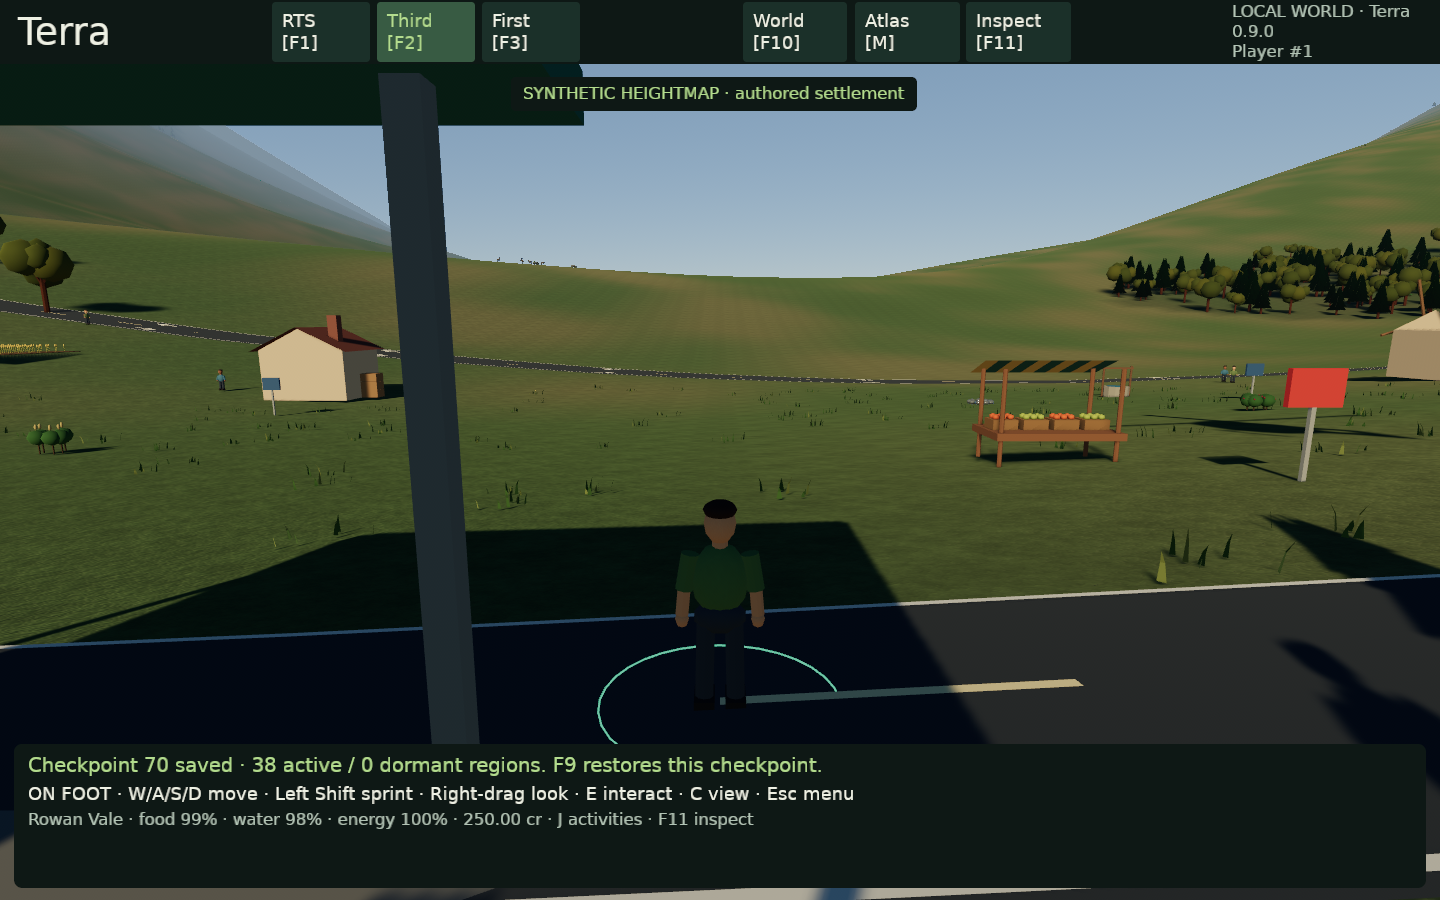 Terra
RTS
[F1]
Third
[F2]
First
[F3]
World
[F10]
Atlas
[M]
Inspect
[F11]
LOCAL WORLD · Terra
0.9.0
Player #1
SYNTHETIC HEIGHTMAP · authored settlement
Checkpoint 70 saved · 38 active / 0 dormant regions. F9 restores this checkpoint.
ON FOOT · W/A/S/D move · Left Shift sprint · Right-drag look · E interact · C view · Esc menu
Rowan Vale · food 99% · water 98% · energy 100% · 250.00 cr · J activities · F11 inspect